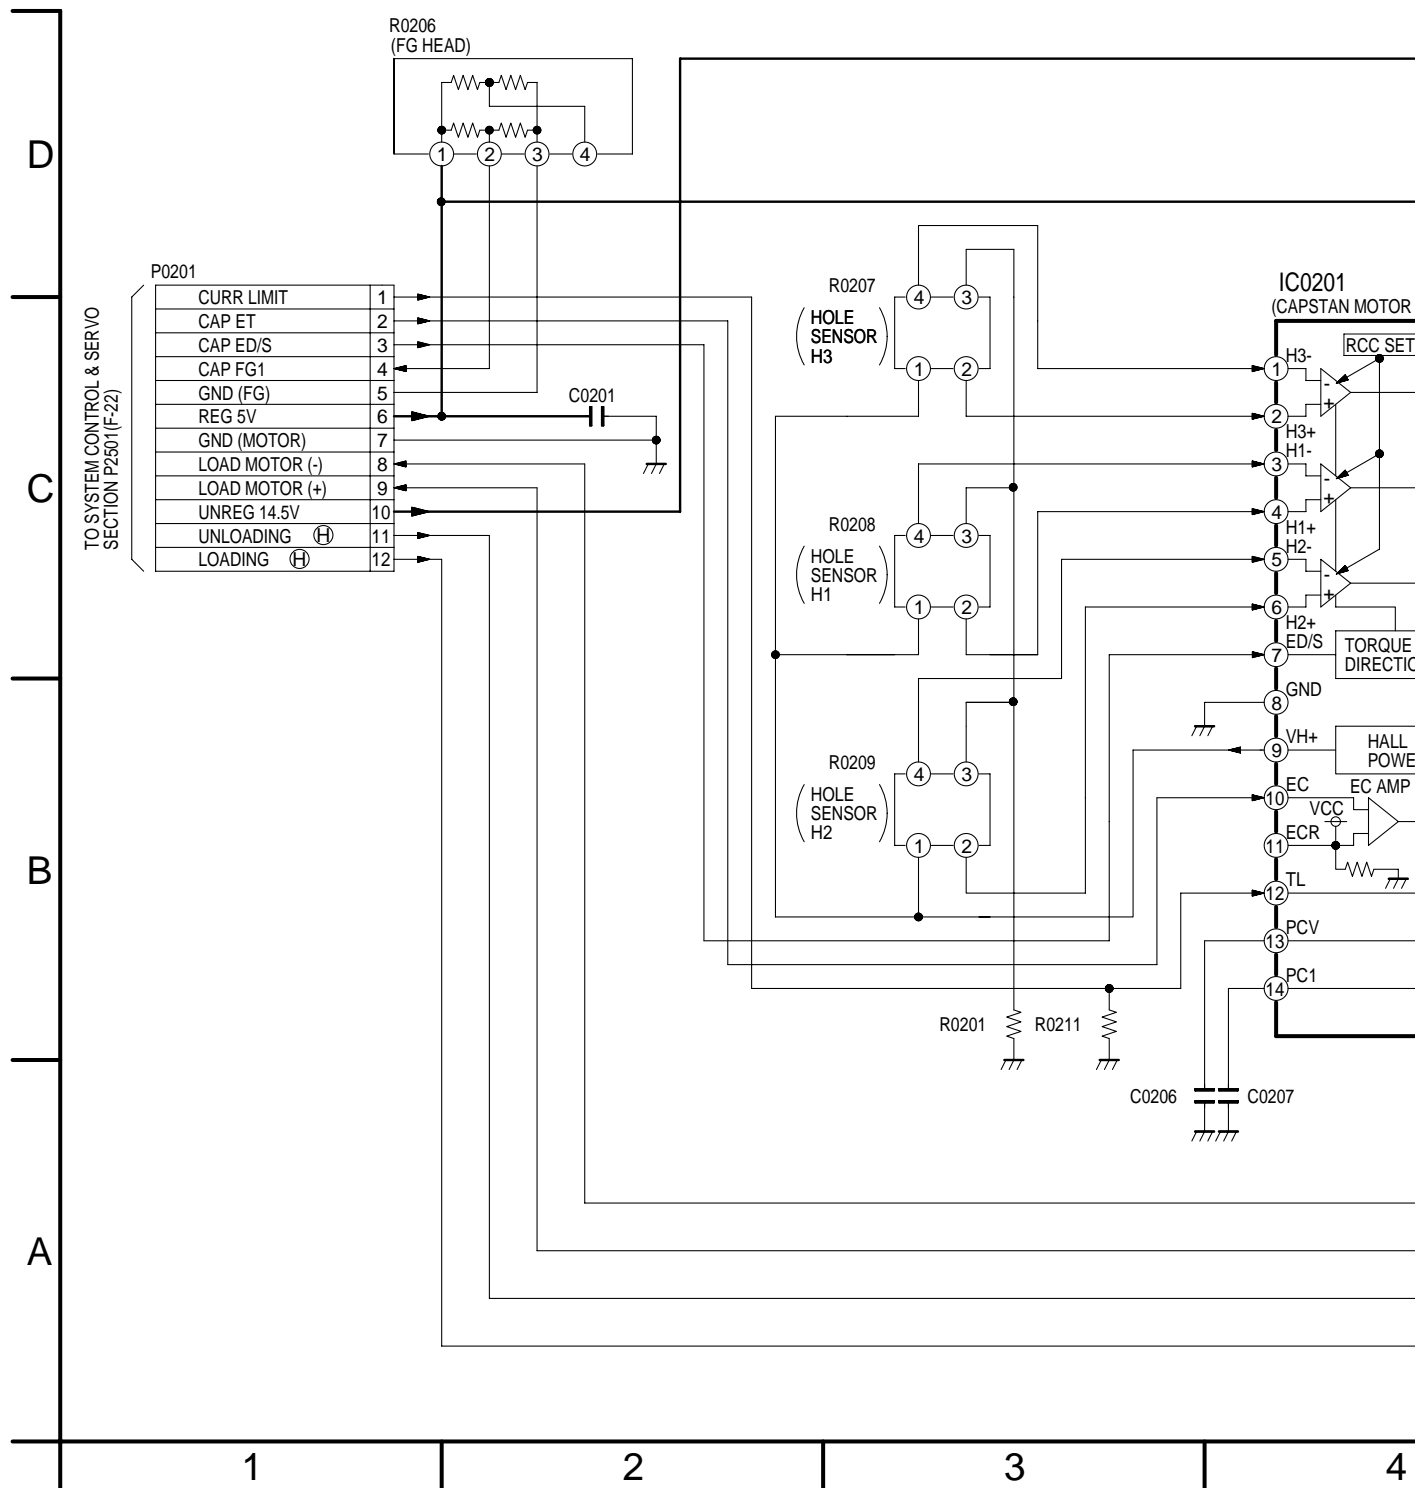 R0206
(FG HEAD)
1 2 3 4
D
P0201
CURR LIMIT 1
CAP ET 2
CAP ED/S 3
CAP FG1 4
GND (FG) 5
REG 5V 6
GND (MOTOR) 7
LOAD MOTOR (-) 8
LOAD MOTOR (+) 9
UNREG 14.5V 10
UNLOADING H 11
LOADING H 12
TO SYSTEM CONTROL & SERVO
SECTION P2501(F-22)
C
C0201
R0207
(HOLE
SENSOR
H3)
4 3
1 2
R0208
(HOLE
SENSOR
H1)
4 3
1 2
R0209
(HOLE
SENSOR
H2)
4 3
1 2
IC0201
(CAPSTAN MOTOR
RCC SET
1 H3-
- +
2 H3+
3 H1-
- +
4 H1+
5 H2-
- +
6 H2+
7 ED/S
TORQUE
DIRECTIO
8 GND
9 VH+
HALL
POWE
10 EC
EC AMP
VCC
11 ECR
12 TL
13 PCV
14 PC1
B
R0201
R0211
C0206
C0207
A
1 2 3 4